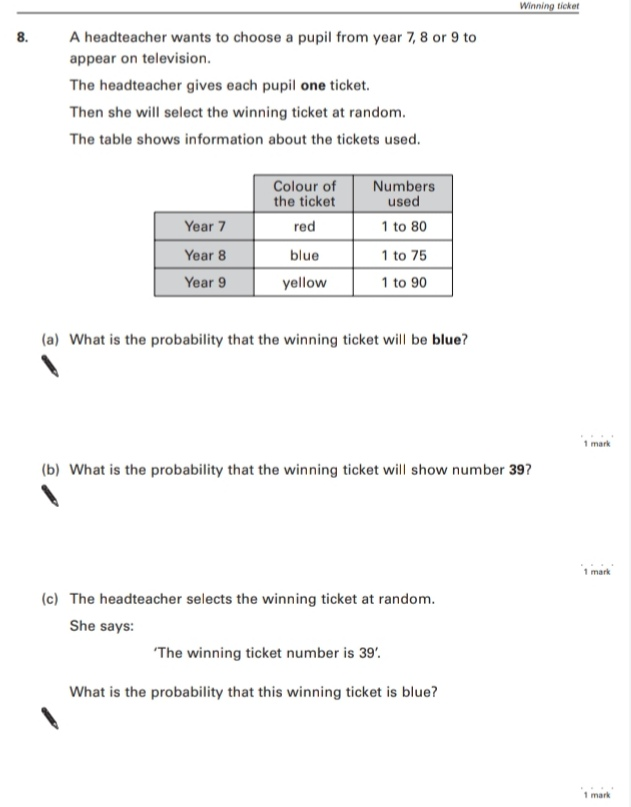 Winning ticket
8. A headteacher wants to choose a pupil from year 7, 8 or 9 to
appear on television.
The headteacher gives each pupil one ticket.
Then she will select the winning ticket at random.
The table shows information about the tickets used.
Colour of the ticket Numbers used
Year 7 red 1 to 80
Year 8 blue 1 to 75
Year 9 yellow 1 to 90
(a) What is the probability that the winning ticket will be blue?
1 mark
(b) What is the probability that the winning ticket will show number 39?
1 mark
(c) The headteacher selects the winning ticket at random.
She says:
‘The winning ticket number is 39’.
What is the probability that this winning ticket is blue?
1 mark